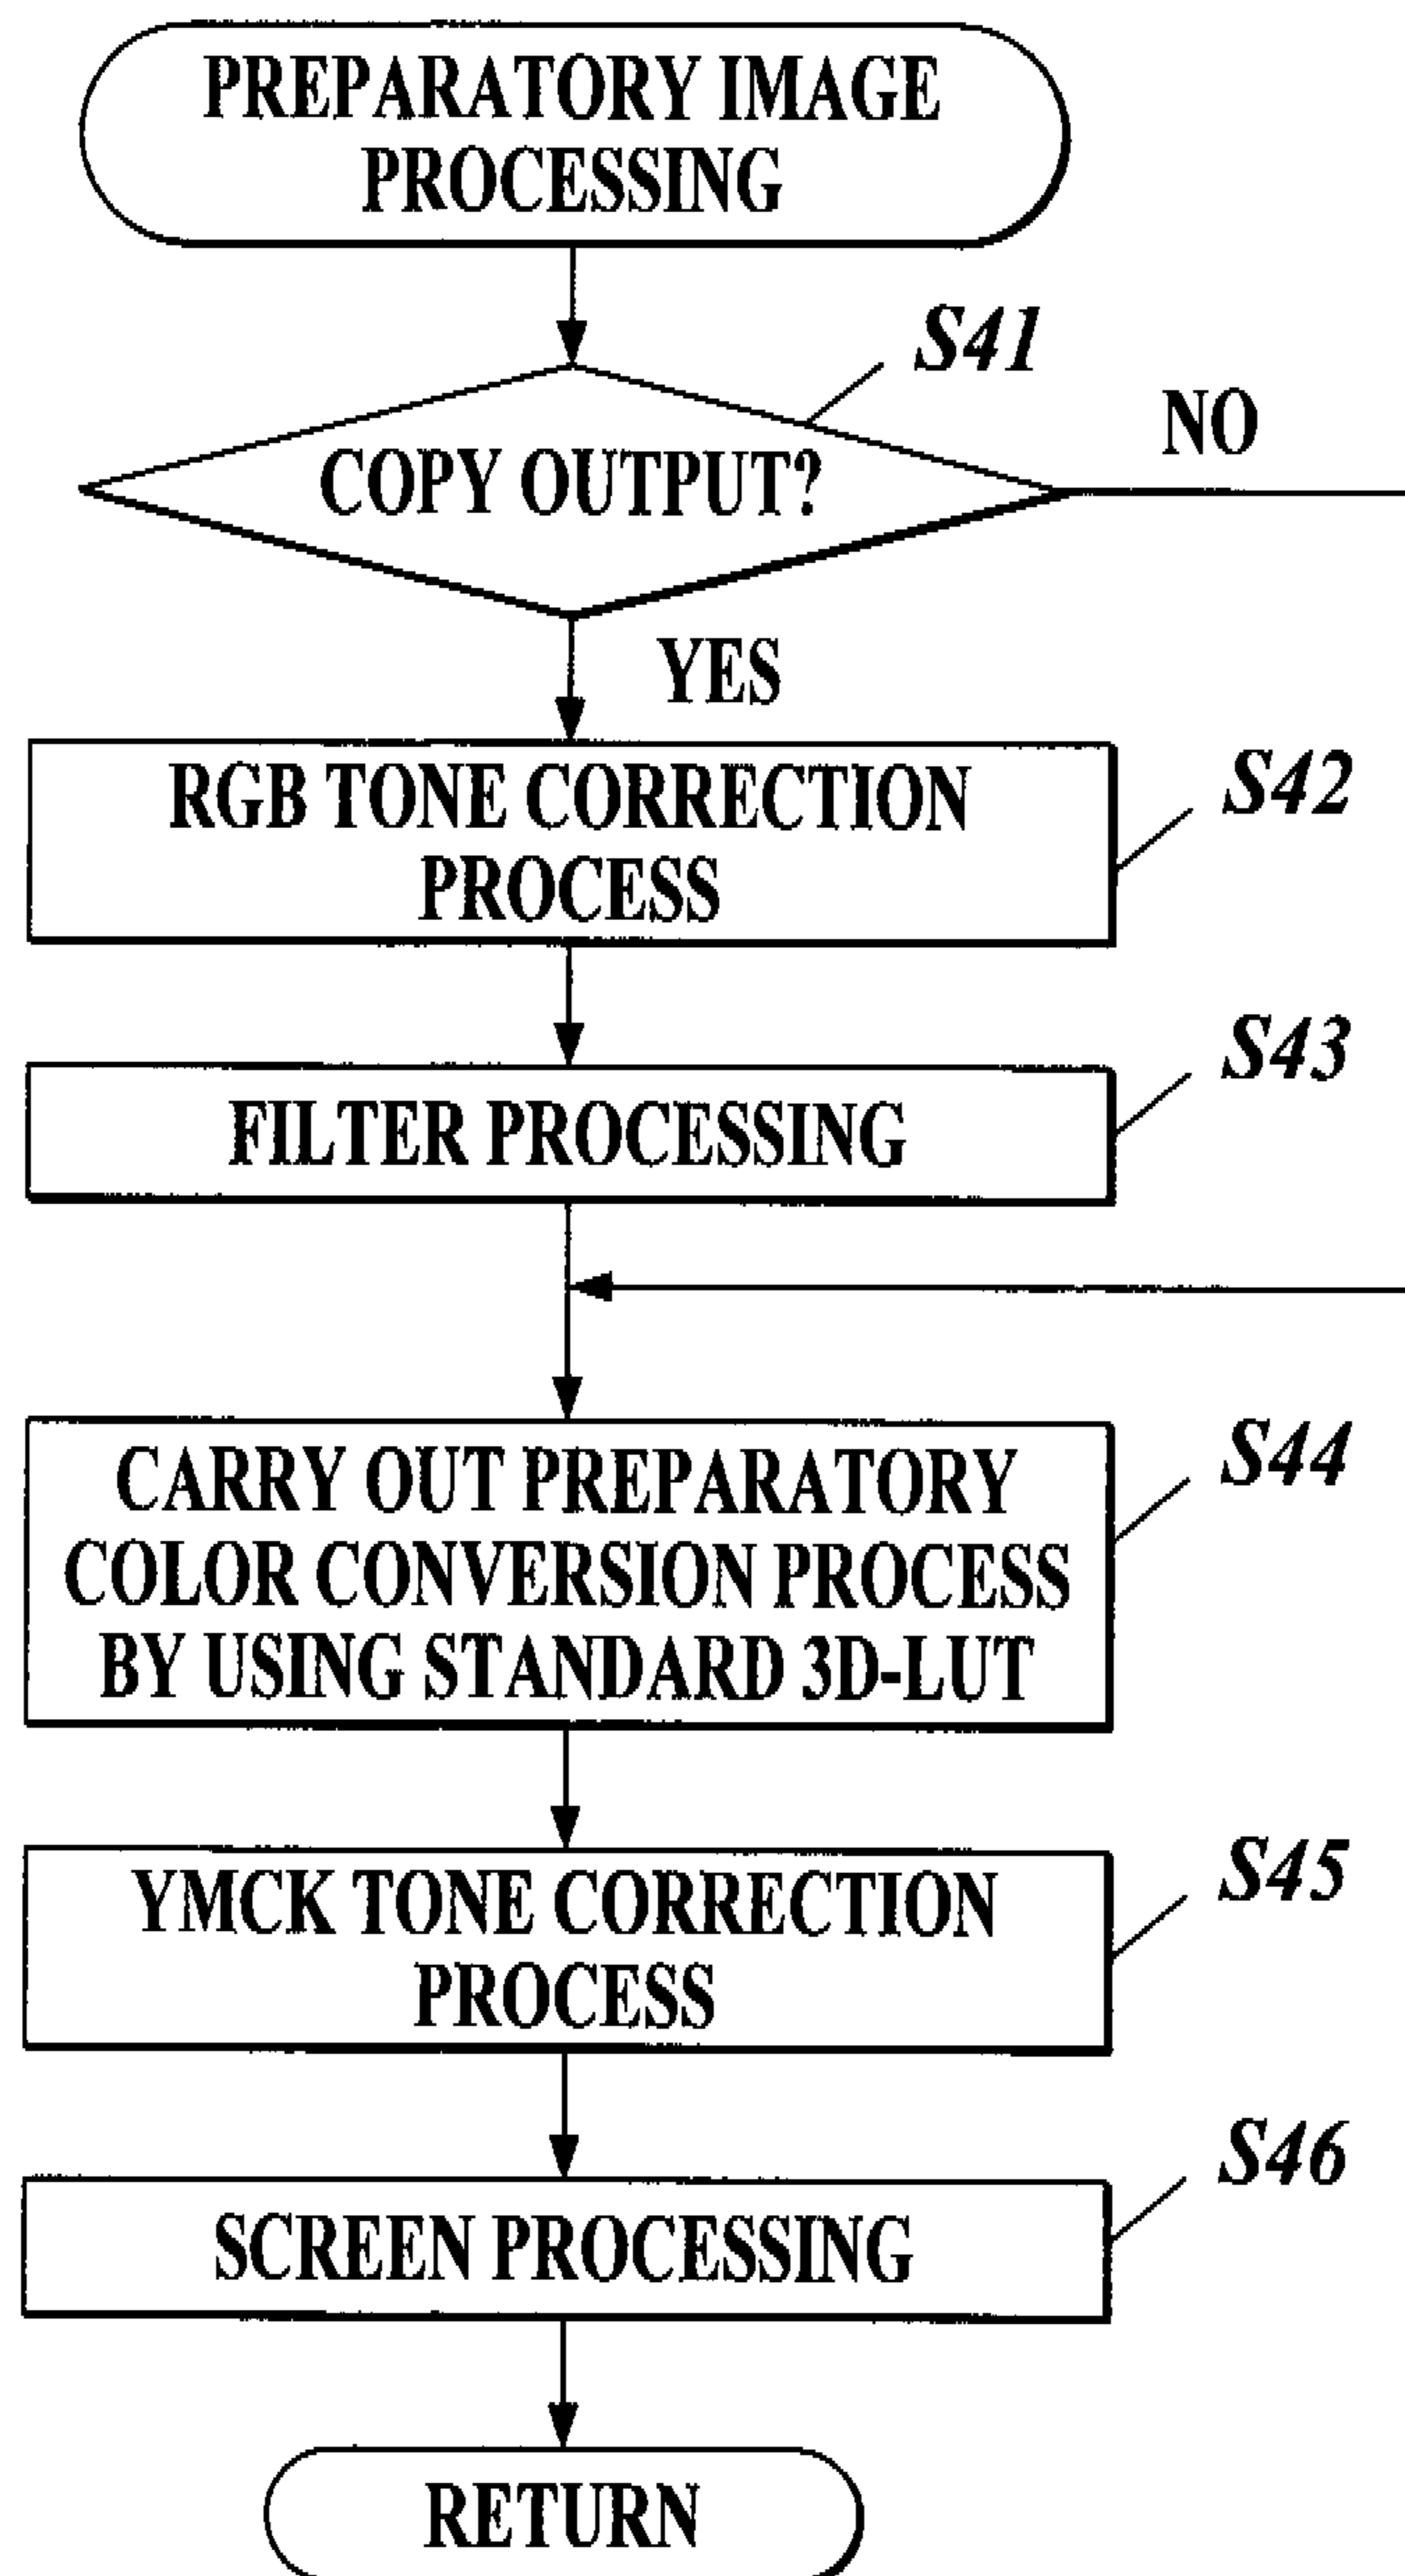 PREPARATORY IMAGE
PROCESSING
S41
COPY OUTPUT?
NO
YES
RGB TONE CORRECTION
PROCESS
S42
FILTER PROCESSING
S43
CARRY OUT PREPARATORY
COLOR CONVERSION PROCESS
BY USING STANDARD 3D-LUT
S44
YMCK TONE CORRECTION
PROCESS
S45
SCREEN PROCESSING
S46
RETURN